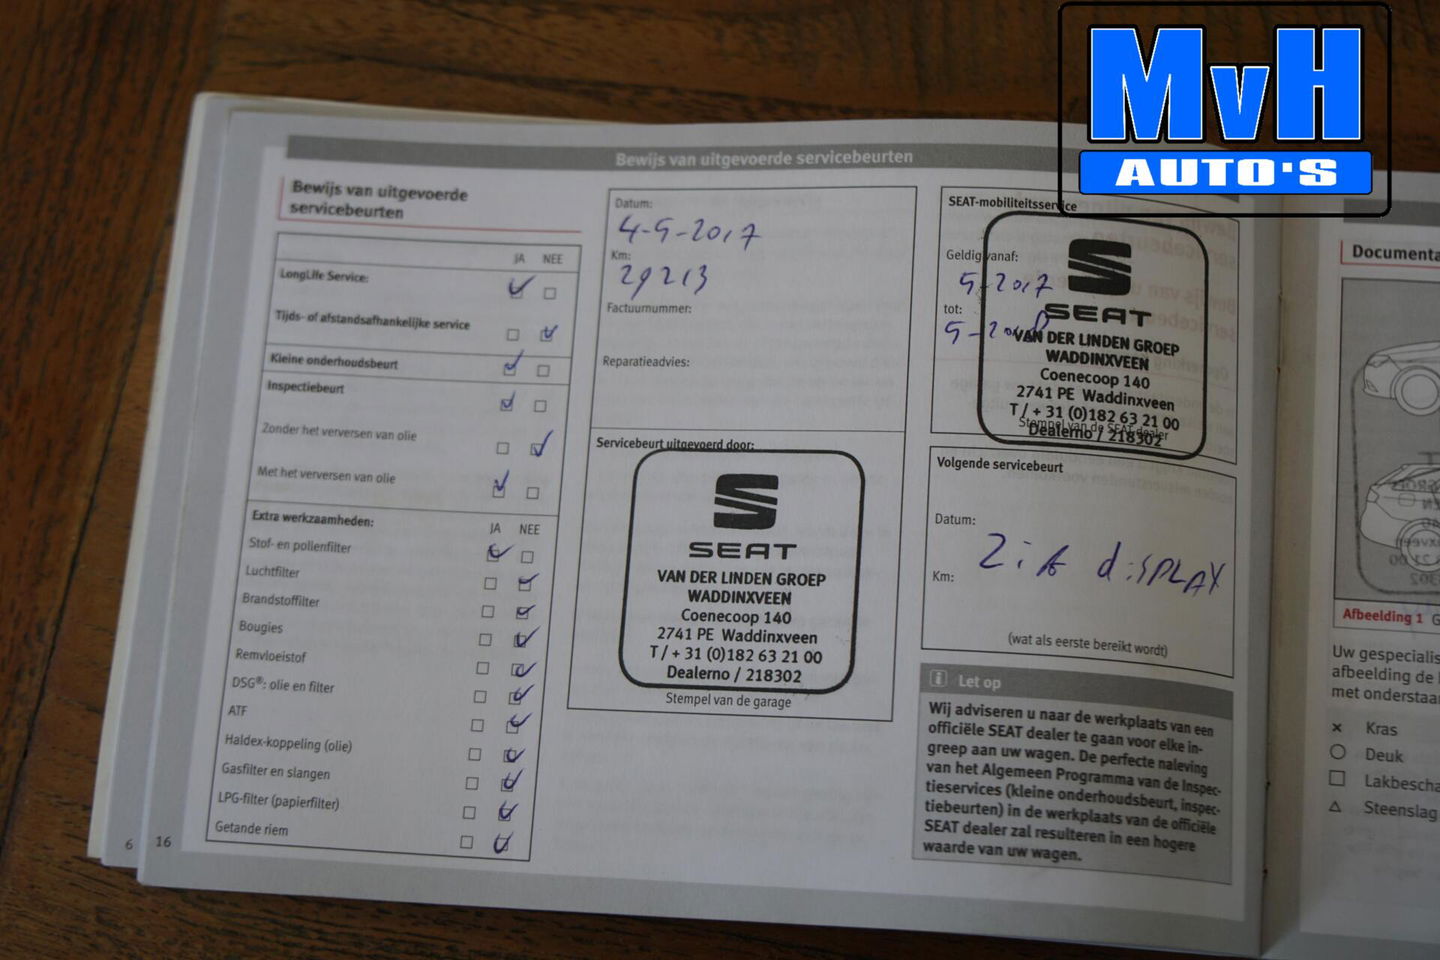 MvH
AUTO'S
Bewijs van uitgevoerde servicebeurten
Bewijs van uitgevoerde
servicebeurten
JA NEE
LongLife Service:
Tijds- of afstandsafhankelijke service
Kleine onderhoudsbeurt
Inspectiebeurt
Zonder het verversen van olie
Met het verversen van olie
Extra werkzaamheden: JA NEE
Stof- en pollenfilter
Luchtfilter
Brandstoffilter
Bougies
Remvloeistof
DSG®: olie en filter
ATF
Haldex-koppeling (olie)
Gasfilter en slangen
LPG-filter (papierfilter)
Getande riem
6 16
Datum:
4-9-2017
Km:
29213
Factuurnummer:
Reparatieadvies:
Servicebeurt uitgevoerd door:
SEAT
VAN DER LINDEN GROEP
WADDINXVEEN
Coenecoop 140
2741 PE Waddinxveen
T / + 31 (0)182 63 21 00
Dealerno / 218302
Stempel van de garage
SEAT-mobiliteitsservice
Geldig vanaf:
9-2017
tot:
9-2018
SEAT
VAN DER LINDEN GROEP
WADDINXVEEN
Coenecoop 140
2741 PE Waddinxveen
T / + 31 (0)182 63 21 00
Stempel van de SEAT dealer
Dealerno / 218302
Volgende servicebeurt
Datum:
Zie diSPLAY
Km:
(wat als eerste bereikt wordt)
i Let op
Wij adviseren u naar de werkplaats van een
officiële SEAT dealer te gaan voor elke in-
greep aan uw wagen. De perfecte naleving
van het Algemeen Programma van de Inspec-
tieservices (kleine onderhoudsbeurt, inspec-
tiebeurten) in de werkplaats van de officiële
SEAT dealer zal resulteren in een hogere
waarde van uw wagen.
Documenta
Afbeelding 1 G
Uw gespecialis
afbeelding de
met onderstaa
Kras
Deuk
Lakbescha
Steenslag